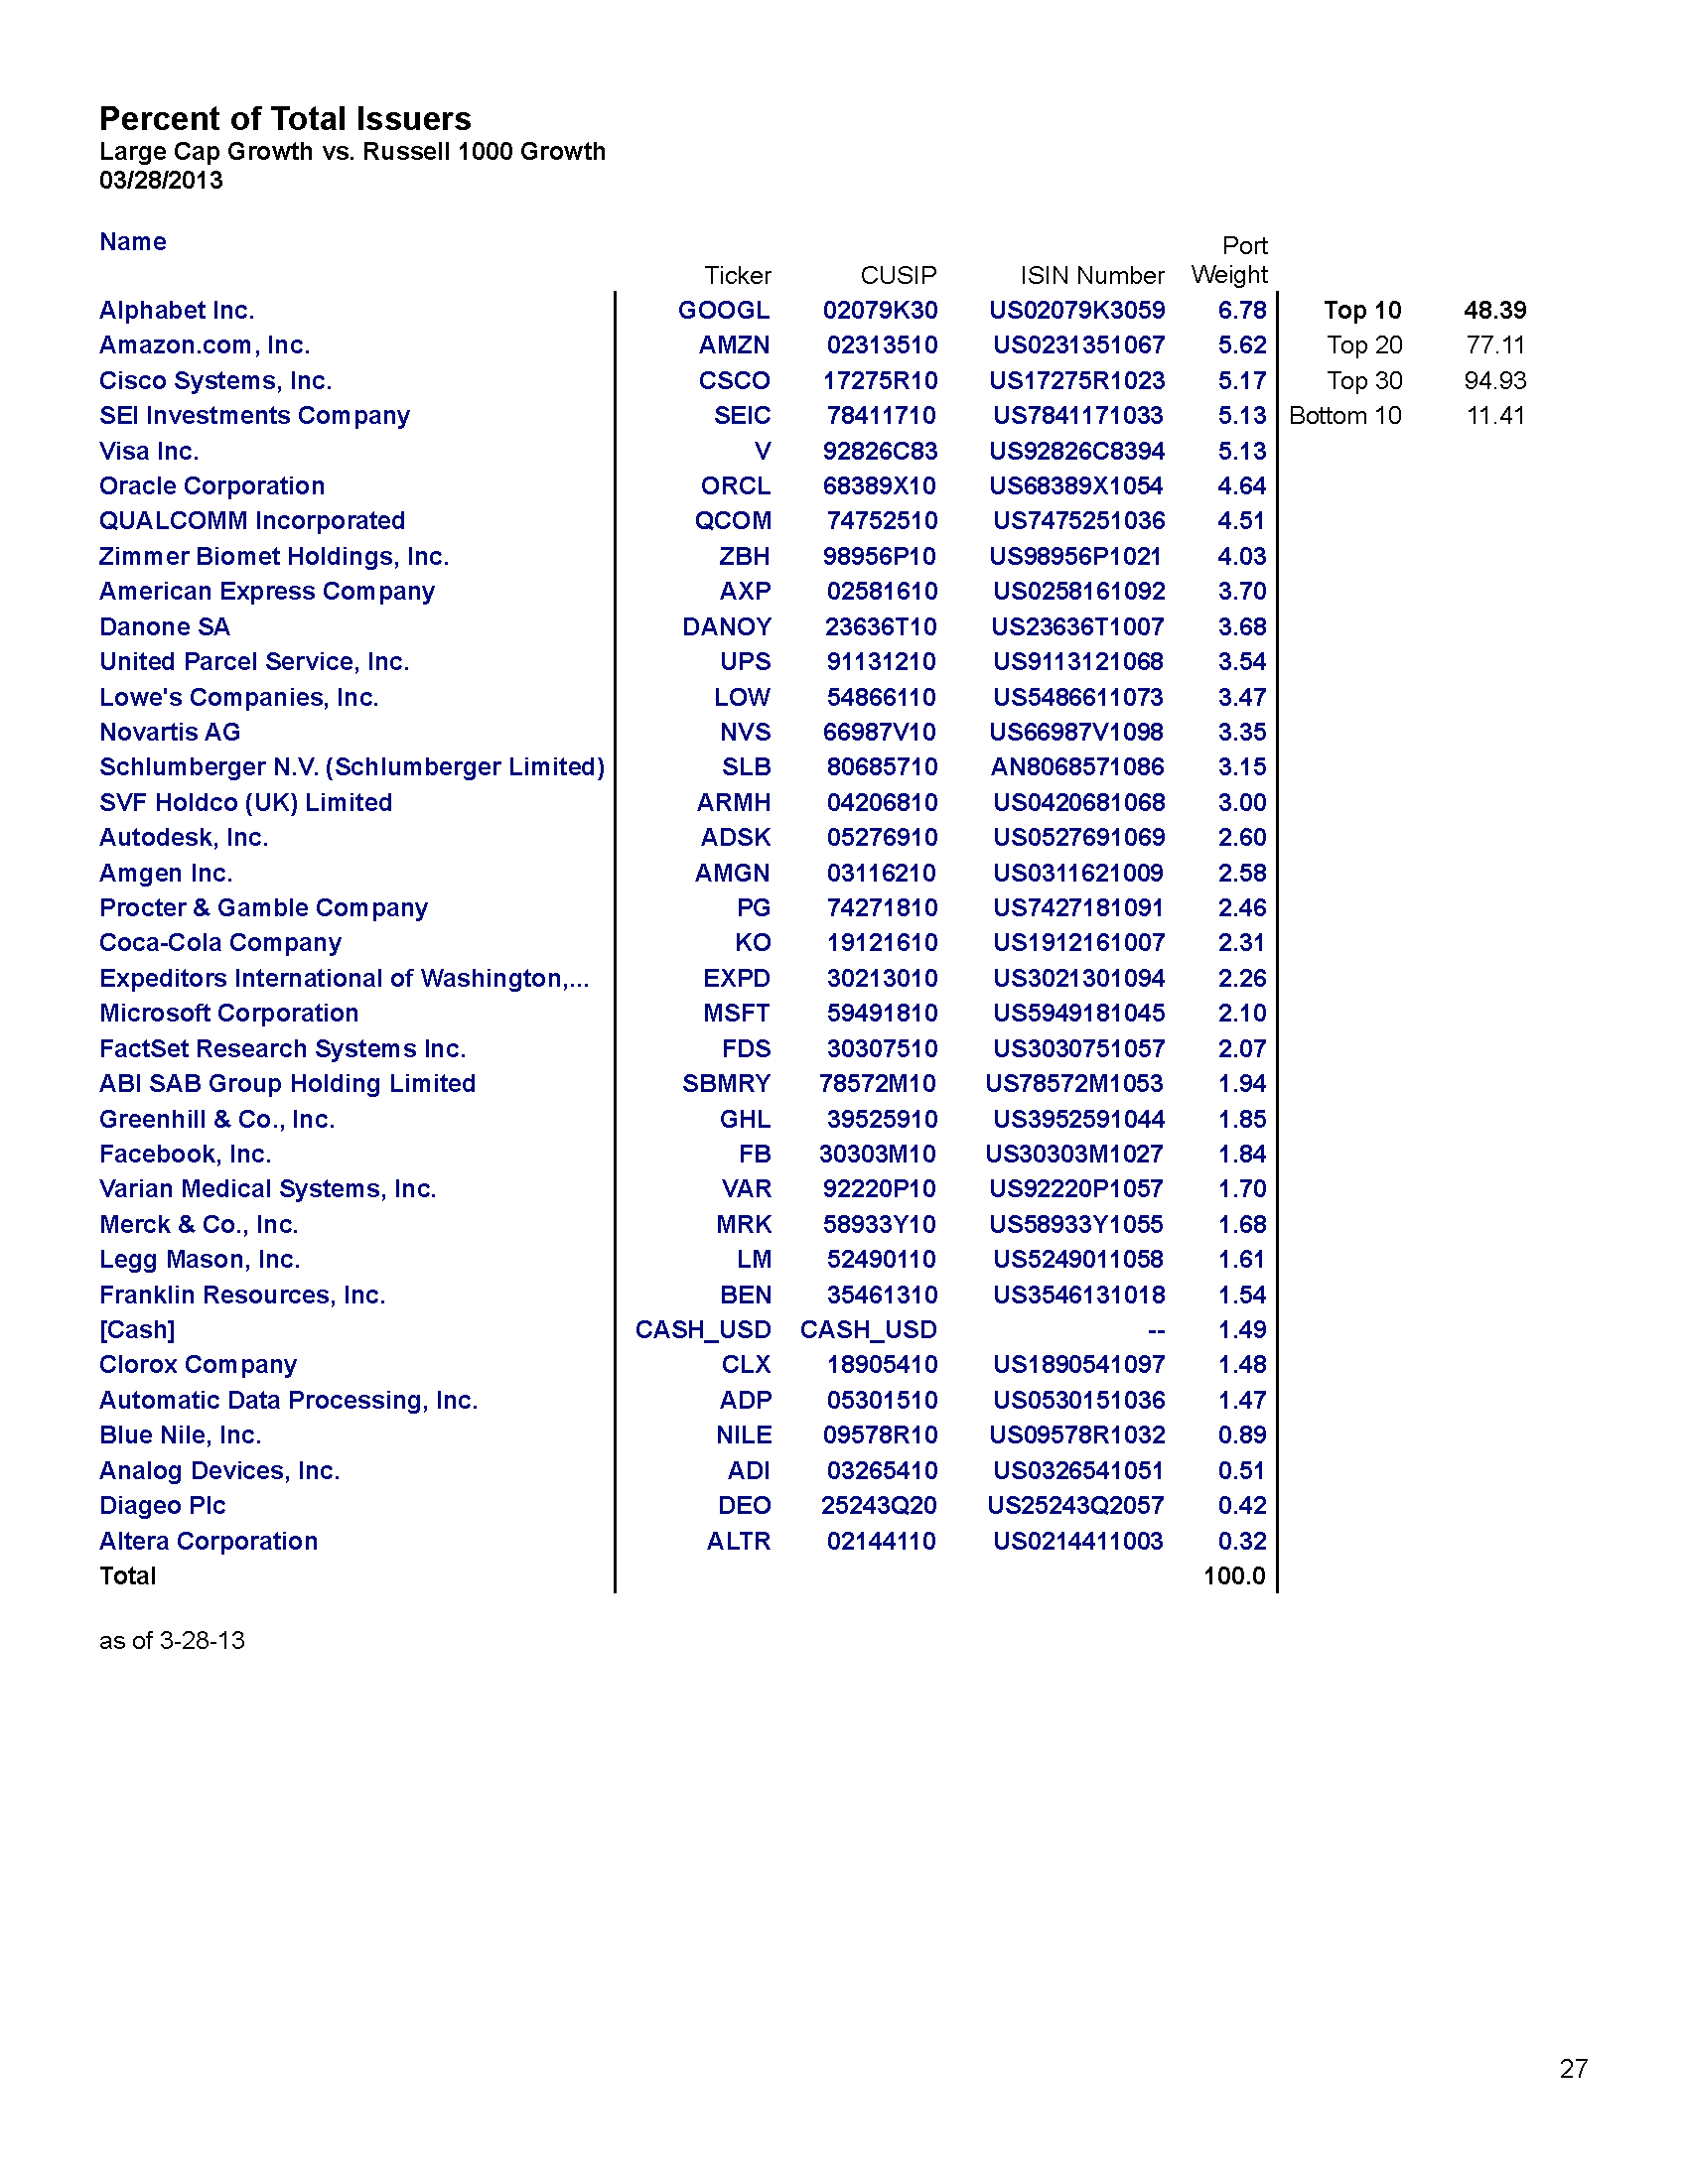 Percent of Total Issuers
Large Cap Growth vs. Russell 1000 Growth
03/28/2013
Name Ticker CUSIP ISIN Number Port Weight
Alphabet Inc. GOOGL 02079K30 US02079K3059 6.78 Top 10 48.39
Amazon.com, Inc. AMZN 02313510 US0231351067 5.62 Top 20 77.11
Cisco Systems, Inc. CSCO 17275R10 US17275R1023 5.17 Top 30 94.93
SEI Investments Company SEIC 78411710 US7841171033 5.13 Bottom 10 11.41
Visa Inc. V 92826C83 US92826C8394 5.13
Oracle Corporation ORCL 68389X10 US68389X1054 4.64
QUALCOMM Incorporated QCOM 74752510 US7475251036 4.51
Zimmer Biomet Holdings, Inc. ZBH 98956P10 US98956P1021 4.03
American Express Company AXP 02581610 US0258161092 3.70
Danone SA DANOY 23636T10 US23636T1007 3.68
United Parcel Service, Inc. UPS 91131210 US9113121068 3.54
Lowe's Companies, Inc. LOW 54866110 US5486611073 3.47
Novartis AG NVS 66987V10 US66987V1098 3.35
Schlumberger N.V. (Schlumberger Limited) SLB 80685710 AN8068571086 3.15
SVF Holdco (UK) Limited ARMH 04206810 US0420681068 3.00
Autodesk, Inc. ADSK 05276910 US0527691069 2.60
Amgen Inc. AMGN 03116210 US0311621009 2.58
Procter & Gamble Company PG 74271810 US7427181091 2.46
Coca-Cola Company KO 19121610 US1912161007 2.31
Expeditors International of Washington,... EXPD 30213010 US3021301094 2.26
Microsoft Corporation MSFT 59491810 US5949181045 2.10
FactSet Research Systems Inc. FDS 30307510 US3030751057 2.07
ABI SAB Group Holding Limited SBMRY 78572M10 US78572M1053 1.94
Greenhill & Co., Inc. GHL 39525910 US3952591044 1.85
Facebook, Inc. FB 30303M10 US30303M1027 1.84
Varian Medical Systems, Inc. VAR 92220P10 US92220P1057 1.70
Merck & Co., Inc. MRK 58933Y10 US58933Y1055 1.68
Legg Mason, Inc. LM 52490110 US5249011058 1.61
Franklin Resources, Inc. BEN 35461310 US3546131018 1.54
[Cash] CASH_USD CASH_USD -- 1.49
Clorox Company CLX 18905410 US1890541097 1.48
Automatic Data Processing, Inc. ADP 05301510 US0530151036 1.47
Blue Nile, Inc. NILE 09578R10 US09578R1032 0.89
Analog Devices, Inc. ADI 03265410 US0326541051 0.51
Diageo Plc DEO 25243Q20 US25243Q2057 0.42
Altera Corporation ALTR 02144110 US0214411003 0.32
Total 100.0
as of 3-28-13
27